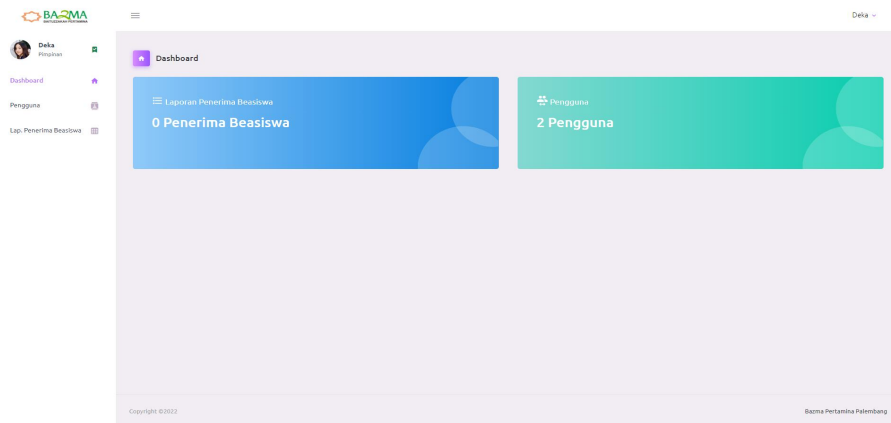 BAZMA
Deka
Deka
Pimpinan
Dashboard
Dashboard
Laporan Penerima Beasiswa
Pengguna
Pengguna
0 Penerima Beasiswa
2 Pengguna
Lap. Penerima Beasiswa
Copyright ©2022
Bazma Pertamina Palembang